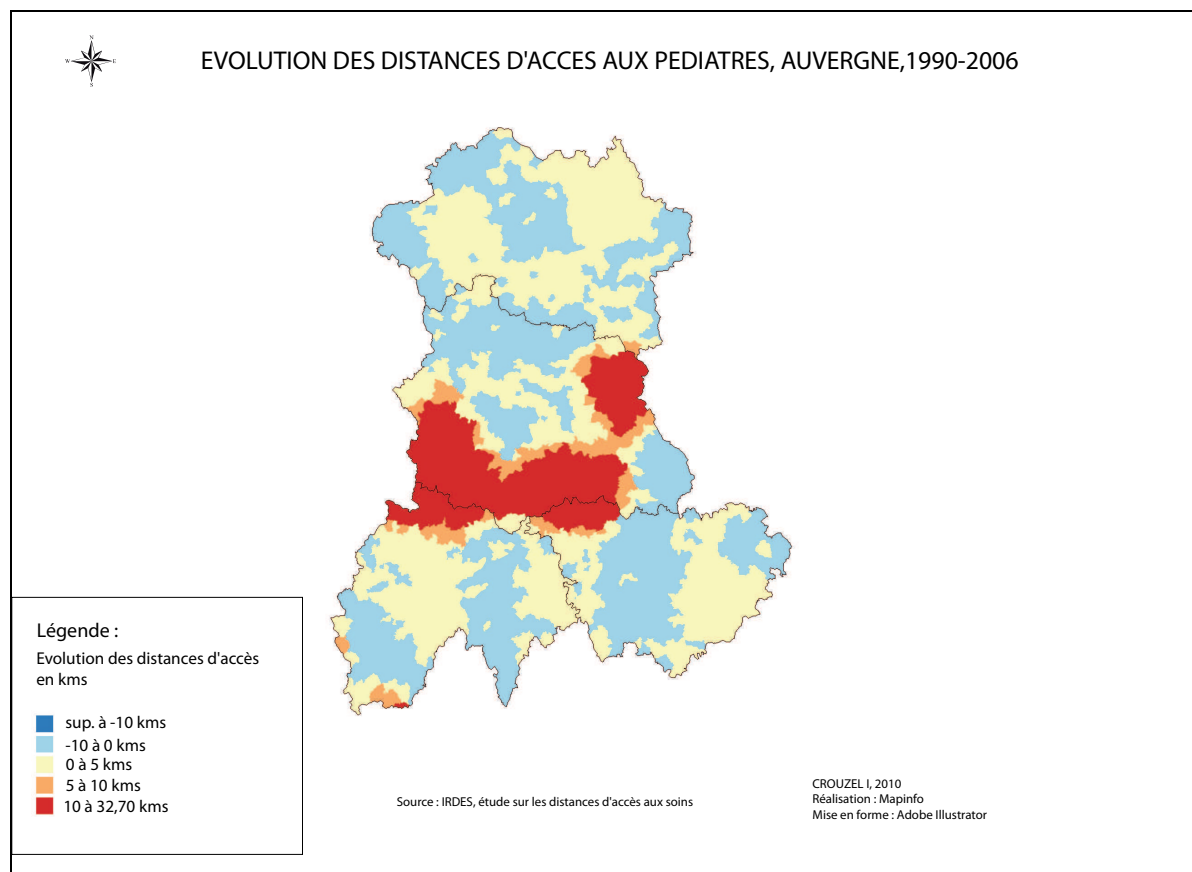 N
W
E
S
EVOLUTION DES DISTANCES D'ACCES AUX PEDIATRES, AUVERGNE,1990-2006
Légende :
Evolution des distances d'accès
en kms
sup. à -10 kms
-10 à 0 kms
0 à 5 kms
5 à 10 kms
10 à 32,70 kms
Source : IRDES, étude sur les distances d'accès aux soins
CROUZEL I, 2010
Réalisation : Mapinfo
Mise en forme : Adobe Illustrator